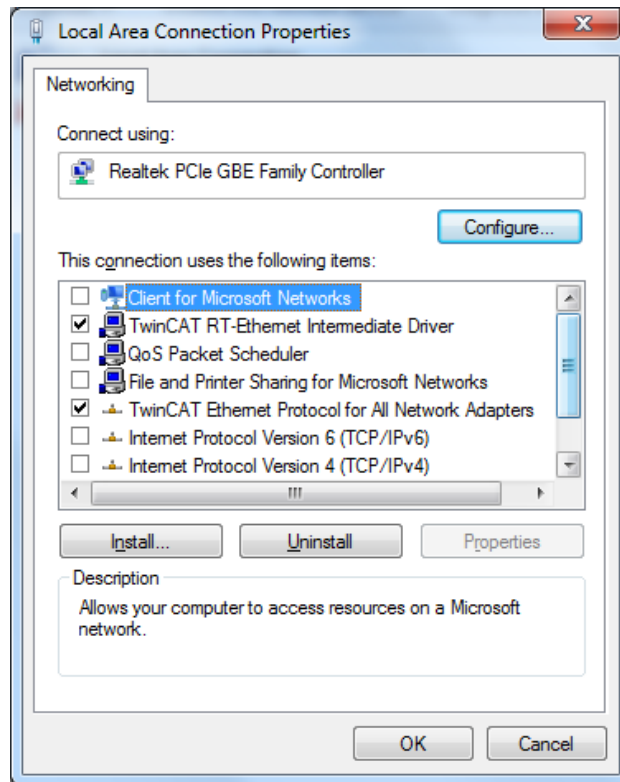 Local Area Connection Properties
Networking
Connect using:
Realtek PCIe GBE Family Controller
Configure...
This connection uses the following items:
Client for Microsoft Networks
TwinCAT RT-Ethernet Intermediate Driver
QoS Packet Scheduler
File and Printer Sharing for Microsoft Networks
TwinCAT Ethernet Protocol for All Network Adapters
Internet Protocol Version 6 (TCP/IPv6)
Internet Protocol Version 4 (TCP/IPv4)
Install... Uninstall Properties
Description
Allows your computer to access resources on a Microsoft
network.
OK Cancel